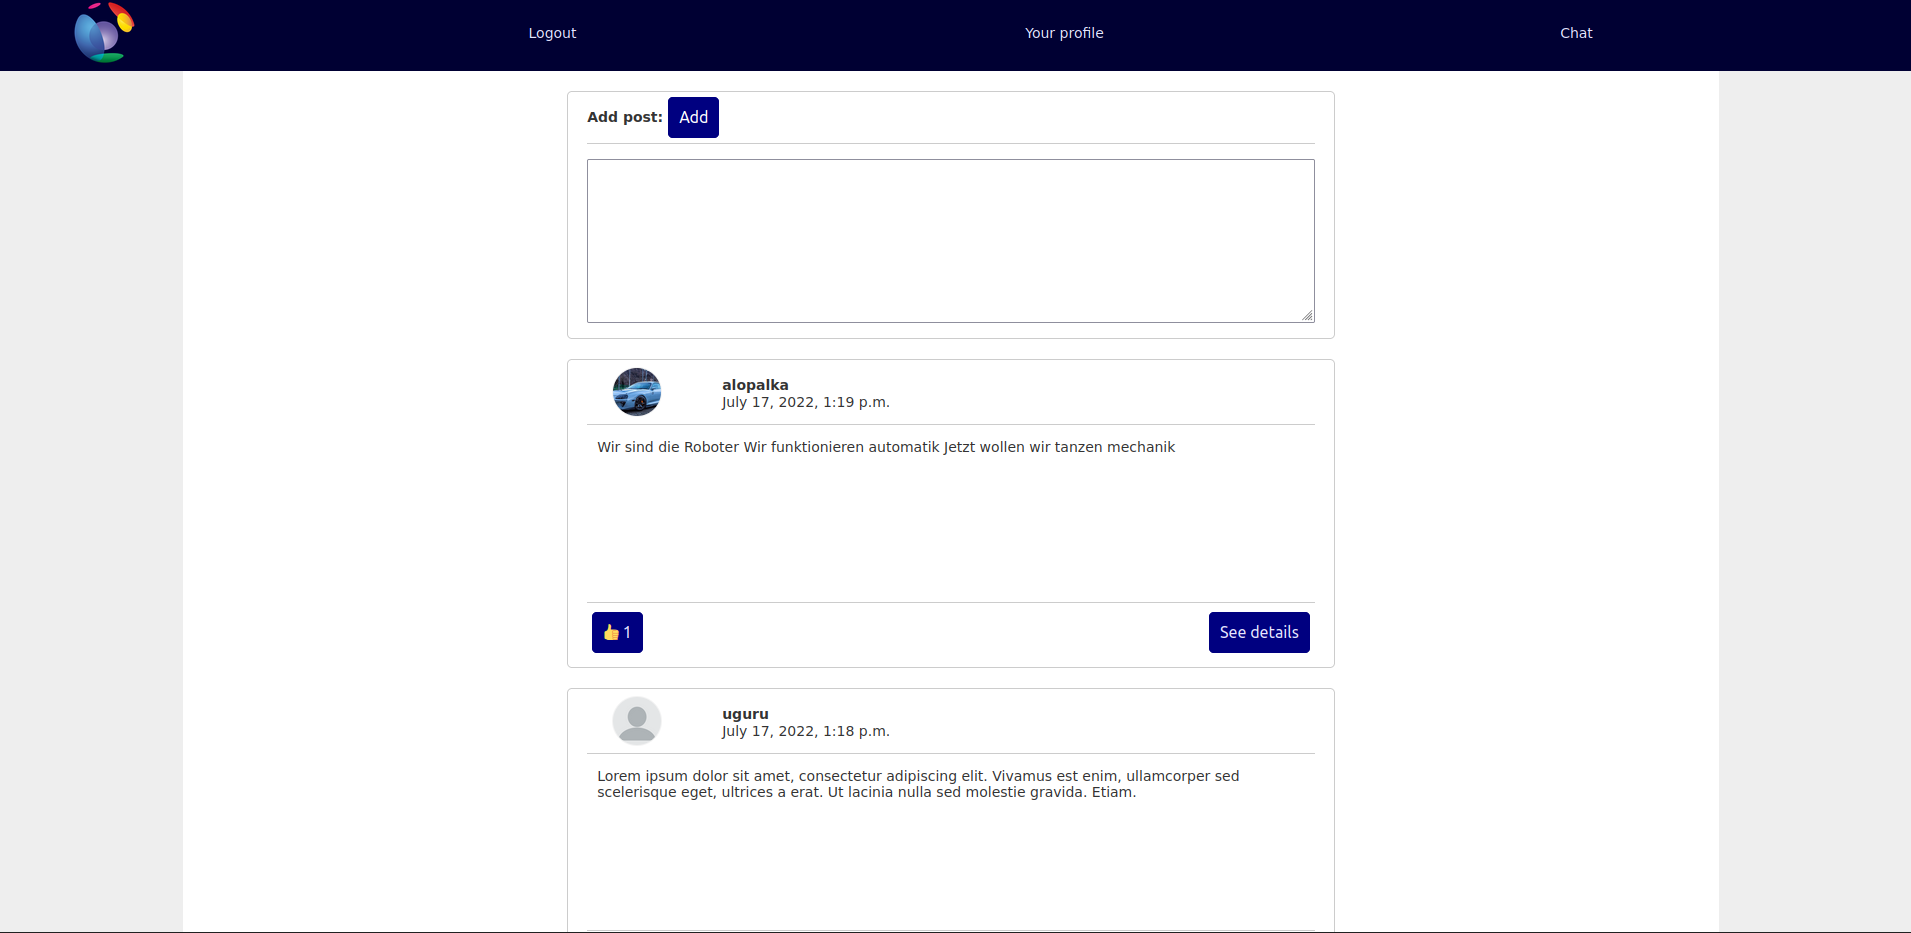 Logout Your profile Chat
Add post: Add
alopalka
July 17, 2022, 1:19 p.m.
Wir sind die Roboter Wir funktionieren automatik Jetzt wollen wir tanzen mechanik
👍 1 See details
uguru
July 17, 2022, 1:18 p.m.
Lorem ipsum dolor sit amet, consectetur adipiscing elit. Vivamus est enim, ullamcorper sed
scelerisque eget, ultrices a erat. Ut lacinia nulla sed molestie gravida. Etiam.